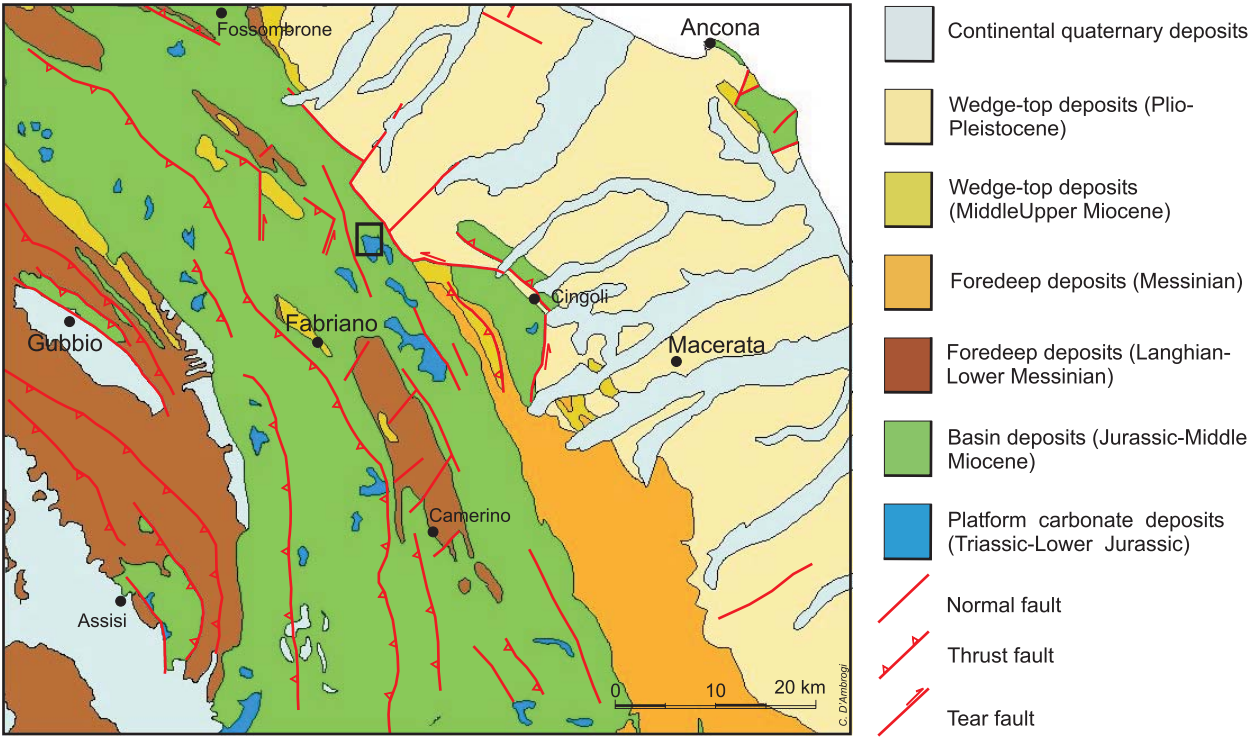 Fossombrone
Ancona
Cingoli
Fabriano
Gubbio
Macerata
Camerino
Assisi
0 10 20 km
C. D'Ambrogi
Continental quaternary deposits
Wedge-top deposits (Plio-
Pleistocene)
Wedge-top deposits
(MiddleUpper Miocene)
Foredeep deposits (Messinian)
Foredeep deposits (Langhian-
Lower Messinian)
Basin deposits (Jurassic-Middle
Miocene)
Platform carbonate deposits
(Triassic-Lower Jurassic)
Normal fault
Thrust fault
Tear fault